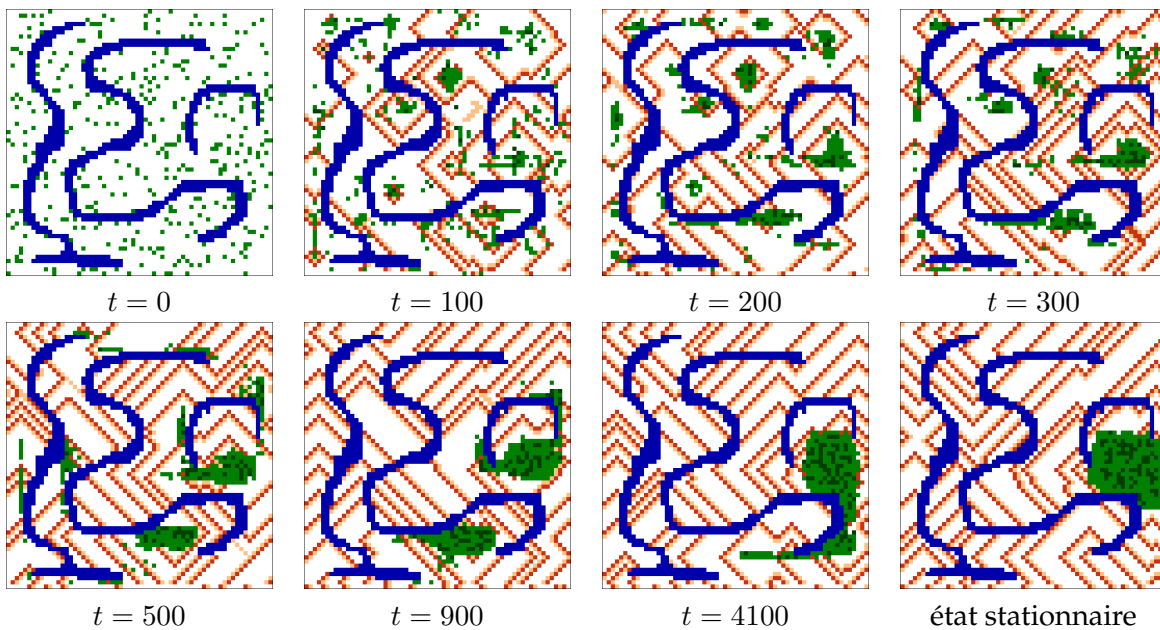 t = 0
t = 100
t = 200
t = 300
t = 500
t = 900
t = 4100
état stationnaire